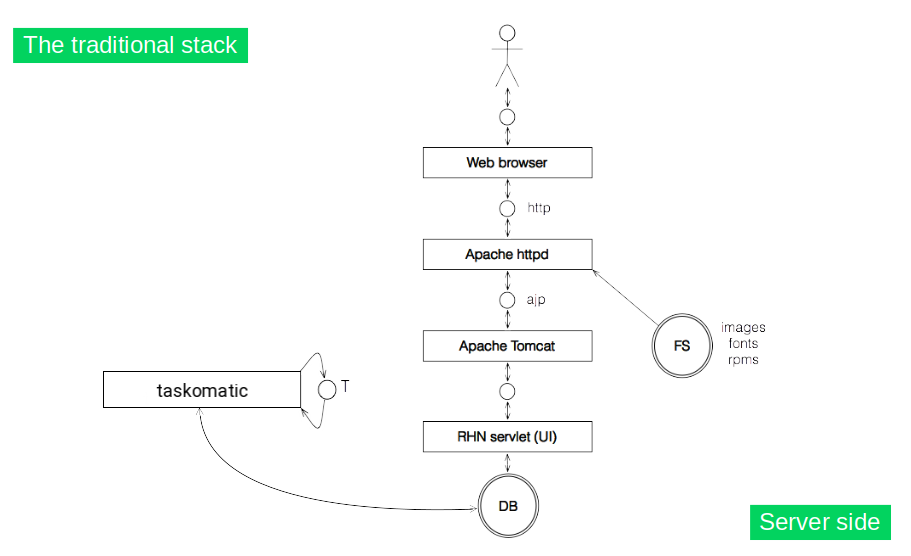 The traditional stack
Web browser
http
Apache httpd
ajp
Apache Tomcat
FS
images
fonts
rpms
taskomatic
T
RHN servlet (UI)
DB
Server side